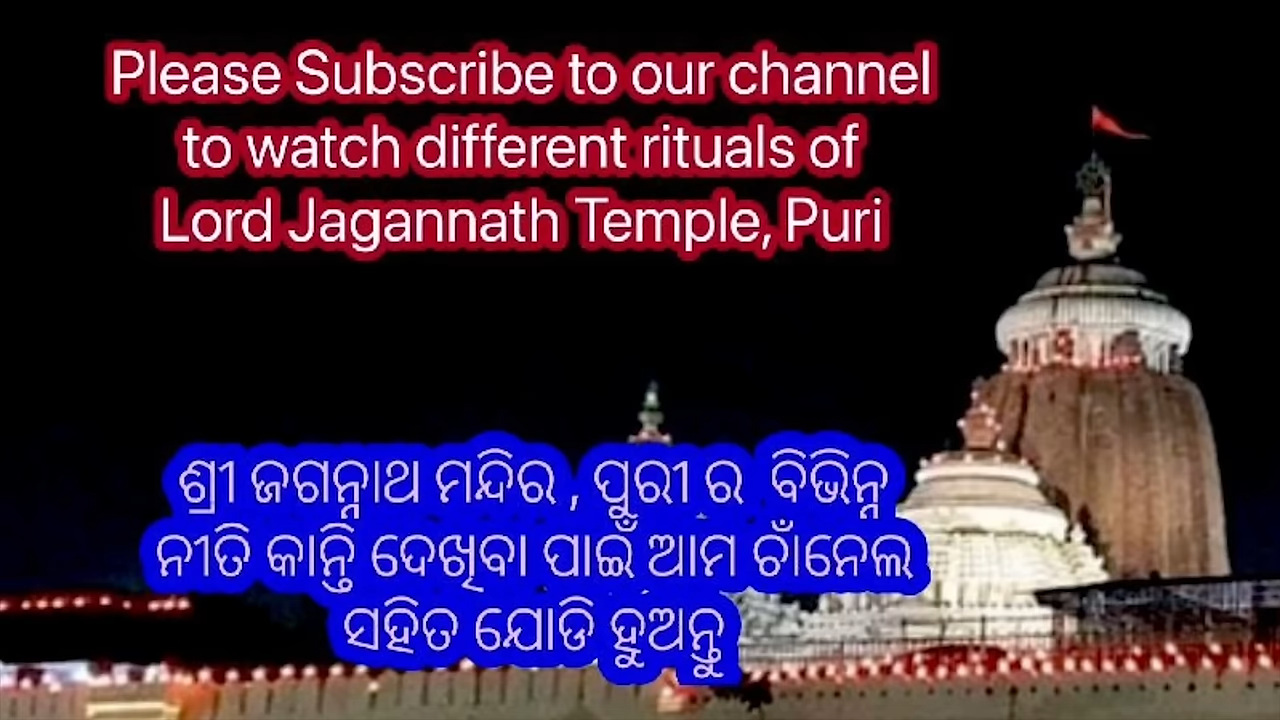 Please Subscribe to our channel
to watch different rituals of
Lord Jagannath Temple, Puri
ଶ୍ରୀ ଜଗନ୍ନାଥ ମନ୍ଦିର , ପୁରୀ ର ବିଭିନ୍ନ
ନୀତି କାନ୍ତି ଦେଖିବା ପାଇଁ ଆମ ଚାଁନେଲ
ସହିତ ଯୋଡି ହୁଅନ୍ତୁ